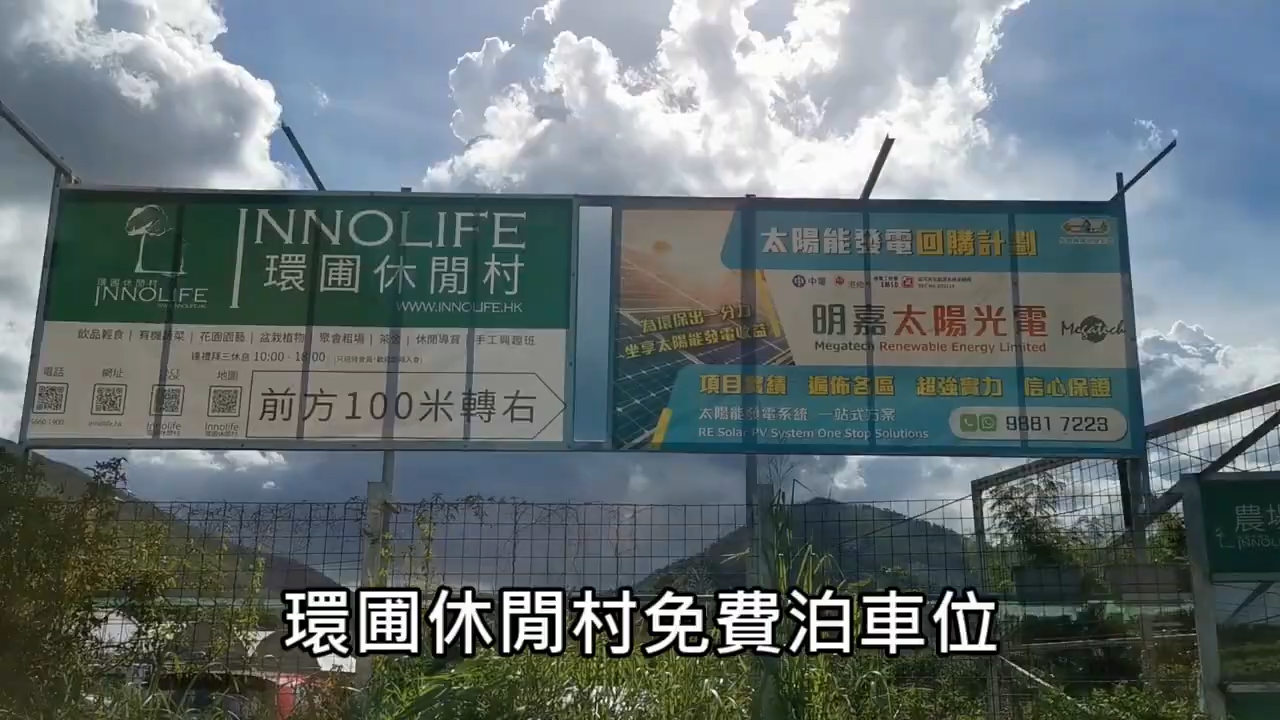 INNOLIFE
環圃休閒村
WWW.INNOLIFE.HK
環圃休閒村
INNOLIFE
飲品輕食 | 有機蔬菜 | 花園園藝 | 盆栽植物 | 聚會租場 | 茶舍 | 休閒導賞 | 手工興趣班
逢禮拜三休息 10:00 - 18:00
電話
網址
地圖
innolife.hk
Innolife
Innolife
前方100米轉右
太陽能發電回購計劃
中電
EMSD
為環保出一分力
坐享太陽能發電收益
明嘉太陽光電
Megatech
Megatech Renewable Energy Limited
項目實績 遍佈各區 超強實力 信心保證
太陽能發電系統 一站式方案
RE Solar PV System One Stop Solutions
9881 7223
農場
環圃休閒村免費泊車位